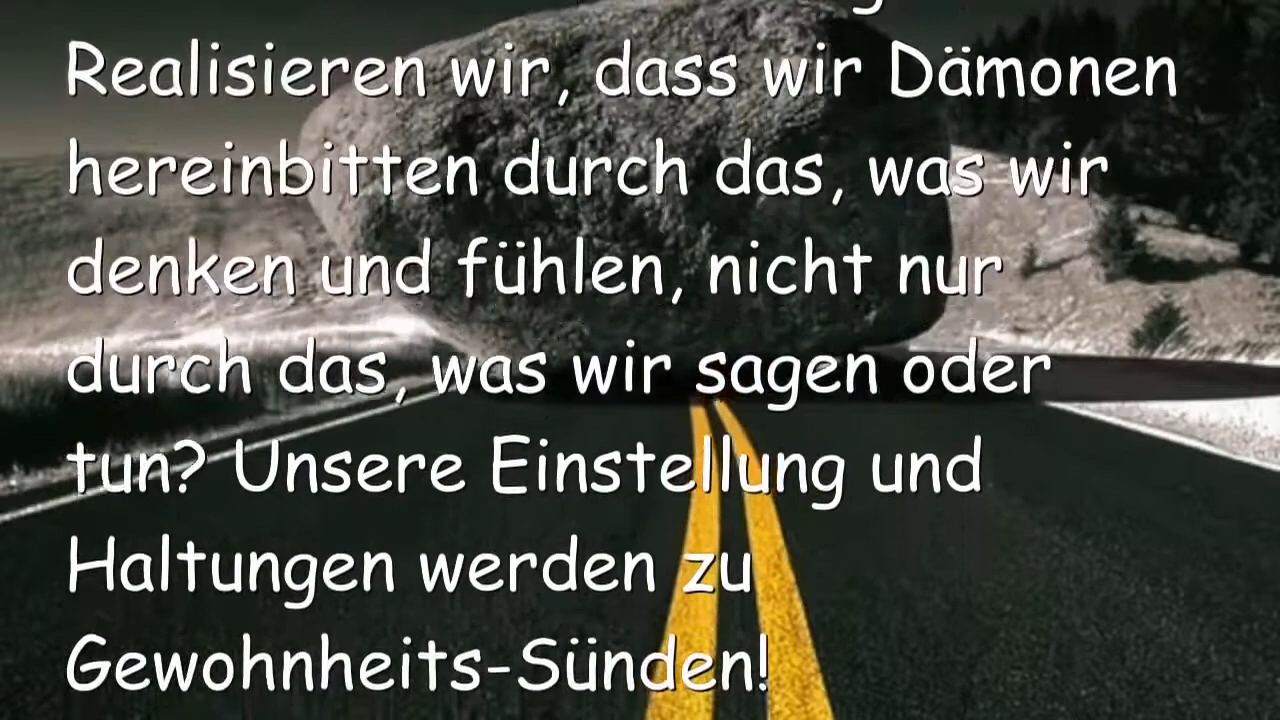 Realisieren wir, dass wir Dämonen
hereinbitten durch das, was wir
denken und fühlen, nicht nur
durch das, was wir sagen oder
tun? Unsere Einstellung und
Haltungen werden zu
Gewohnheits-Sünden!